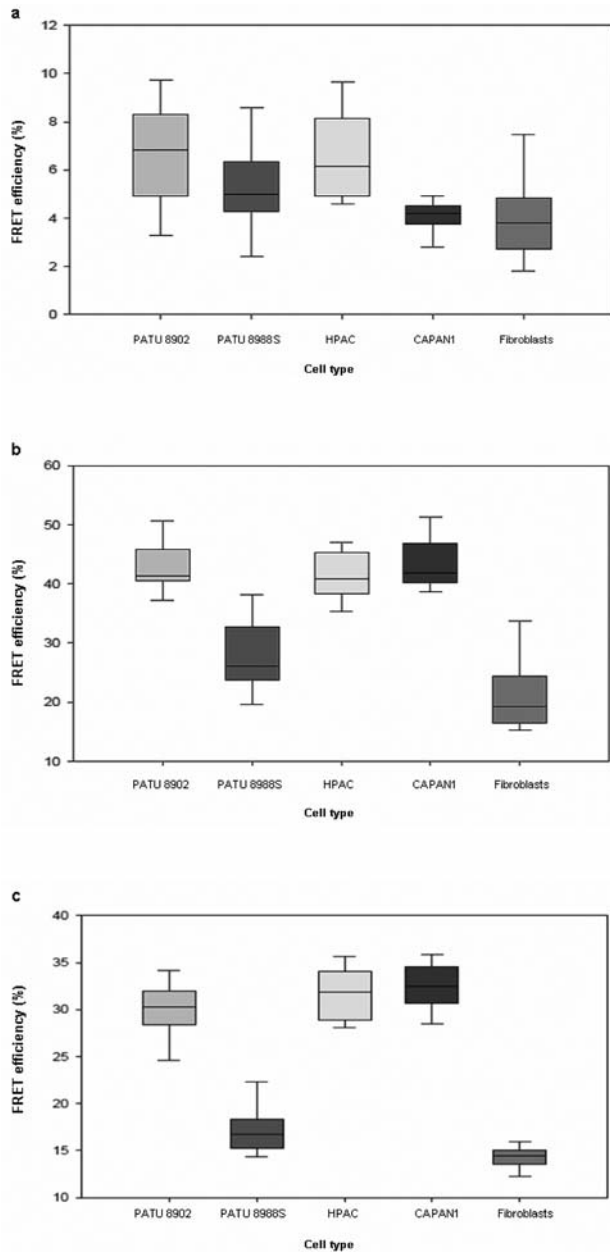 a
12
10
8
6
4
2
0
FRET efficiency (%)
PATU 8902 PATU 8988S HPAC CAPAN1 Fibroblasts
Cell type
b
60
50
40
30
20
10
FRET efficiency (%)
PATU 8902 PATU 8988S HPAC CAPAN1 Fibroblasts
Cell type
c
40
35
30
25
20
15
10
FRET efficiency (%)
PATU 8902 PATU 8988S HPAC CAPAN1 Fibroblasts
Cell type